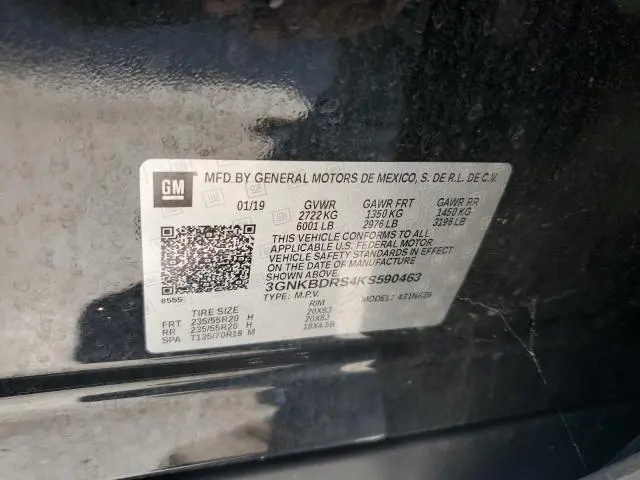 GM
MFD BY GENERAL MOTORS DE MEXICO, S. DE R.L. DE C.V.
01/19 GVWR GAWR FRT GAWR RR
2722 KG 1350 KG 1450 KG
6001 LB 2976 LB 3196 LB
THIS VEHICLE CONFORMS TO ALL
APPLICABLE U.S. FEDERAL MOTOR
VEHICLE SAFETY STANDARDS IN EFFECT
ON THE DATE OF MANUFACTURE SHOWN ABOVE
3GNKBDRS4KS590463
8555
TYPE: M.P.V. MODEL: 431NK26
TIRE SIZE RIM
FRT 235/55R20 H 20X8J
RR 235/55R20 H 20X8J
SPA T135/70R18 M 18X4.5B